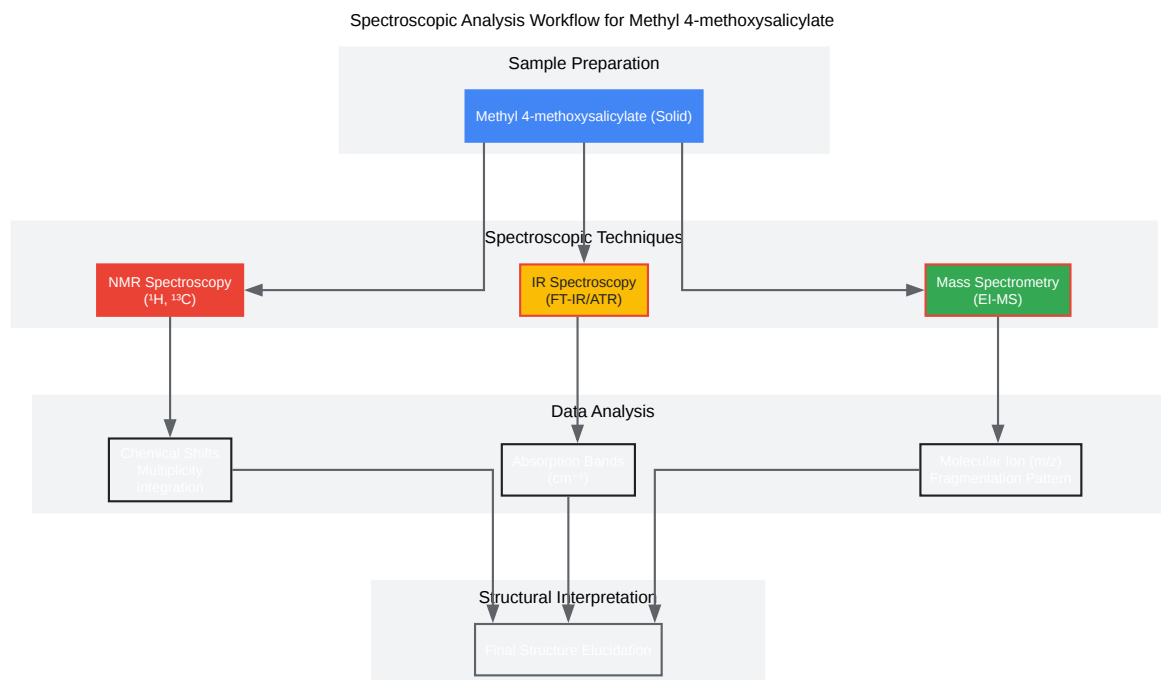 Spectroscopic Analysis Workflow for Methyl 4-methoxysalicylate
Sample Preparation
Methyl 4-methoxysalicylate (Solid)
Spectroscopic Techniques
NMR Spectroscopy
(¹H, ¹³C)
IR Spectroscopy
(FT-IR/ATR)
Mass Spectrometry
(EI-MS)
Data Analysis
Chemical Shifts
Multiplicity
Integration
Absorption Bands
(cm⁻¹)
Molecular Ion (m/z)
Fragmentation Pattern
Structural Interpretation
Final Structure Elucidation